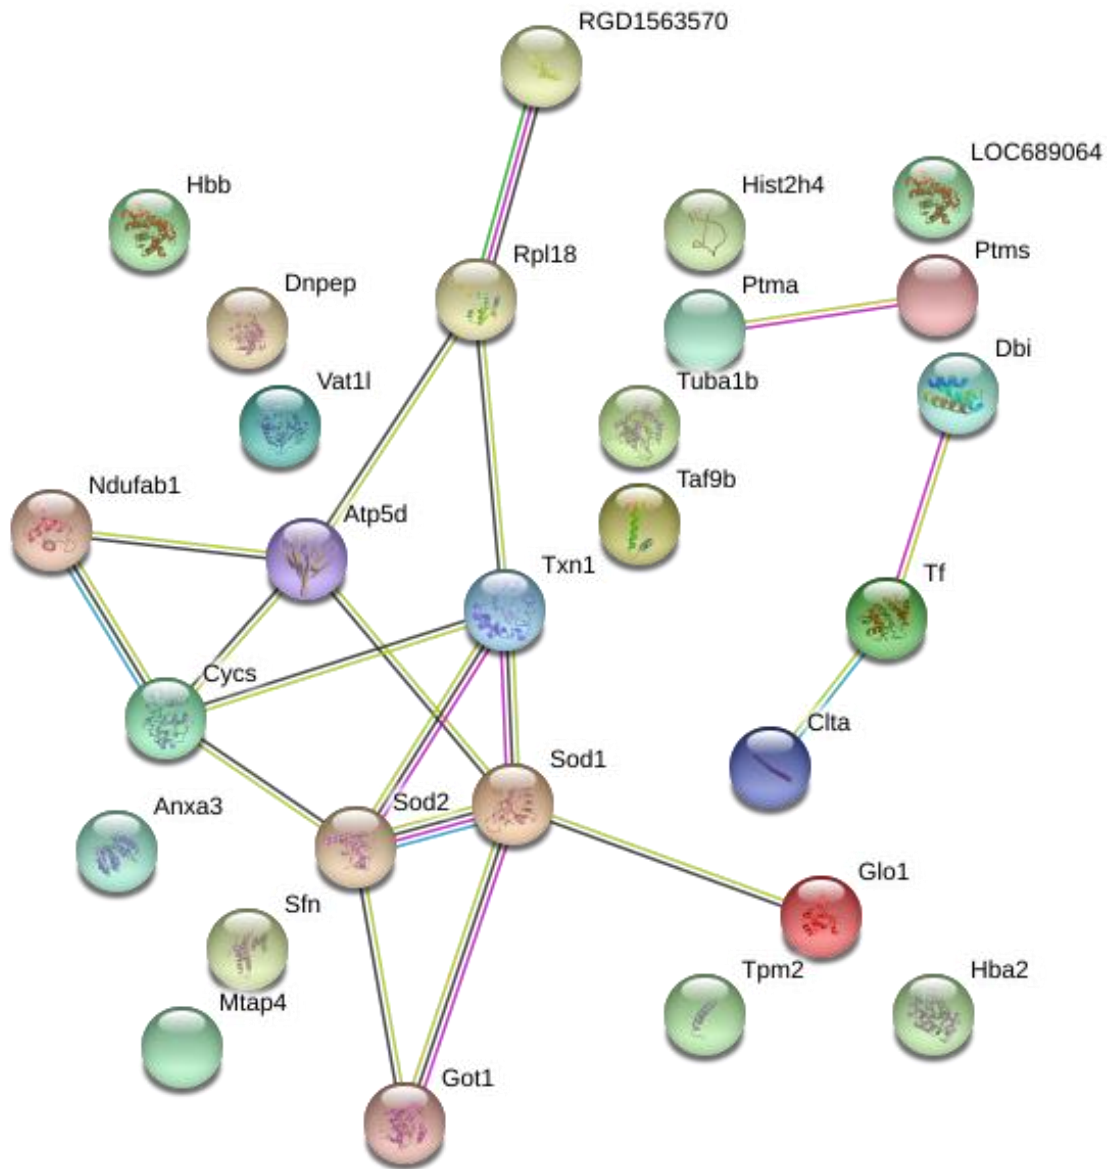 RGD1563570
LOC689064
Hbb
Hist2h4
Ptms
Rpl18
Dnpep
Ptma
Dbi
Vat1l
Tuba1b
Ndufab1
Taf9b
Atp5d
Txn1
Tf
Cycs
Clta
Sod1
Anxa3
Sod2
Glo1
Sfn
Tpm2
Hba2
Mtap4
Got1